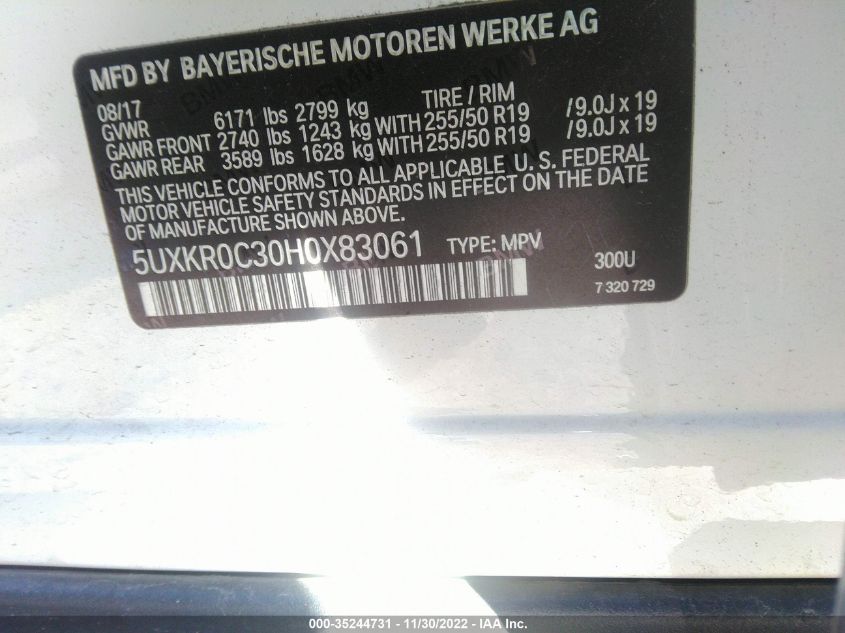 MFD BY BAYERISCHE MOTOREN WERKE AG
08/17 TIRE / RIM
GVWR 6171 lbs 2799 kg
GAWR FRONT 2740 lbs 1243 kg WITH 255/50 R19 /9.0J x 19
GAWR REAR 3589 lbs 1628 kg WITH 255/50 R19 /9.0J x 19
THIS VEHICLE CONFORMS TO ALL APPLICABLE U. S. FEDERAL
MOTOR VEHICLE SAFETY STANDARDS IN EFFECT ON THE DATE
OF MANUFACTURE SHOWN ABOVE.
5UXKR0C30H0X83061 TYPE: MPV
300U
7 320 729
000-35244731 - 11/30/2022 - IAA Inc.